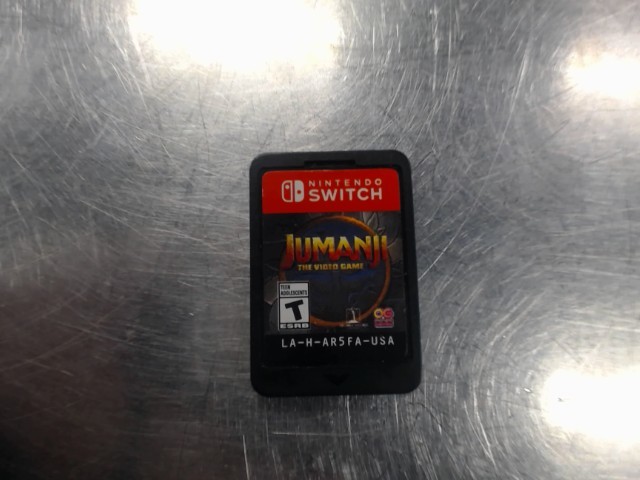 NINTENDO
SWITCH
JUMANJI
THE VIDEO GAME
TEEN
ADOLESCENTS
T
ESRB
LA-H-AR5FA-USA